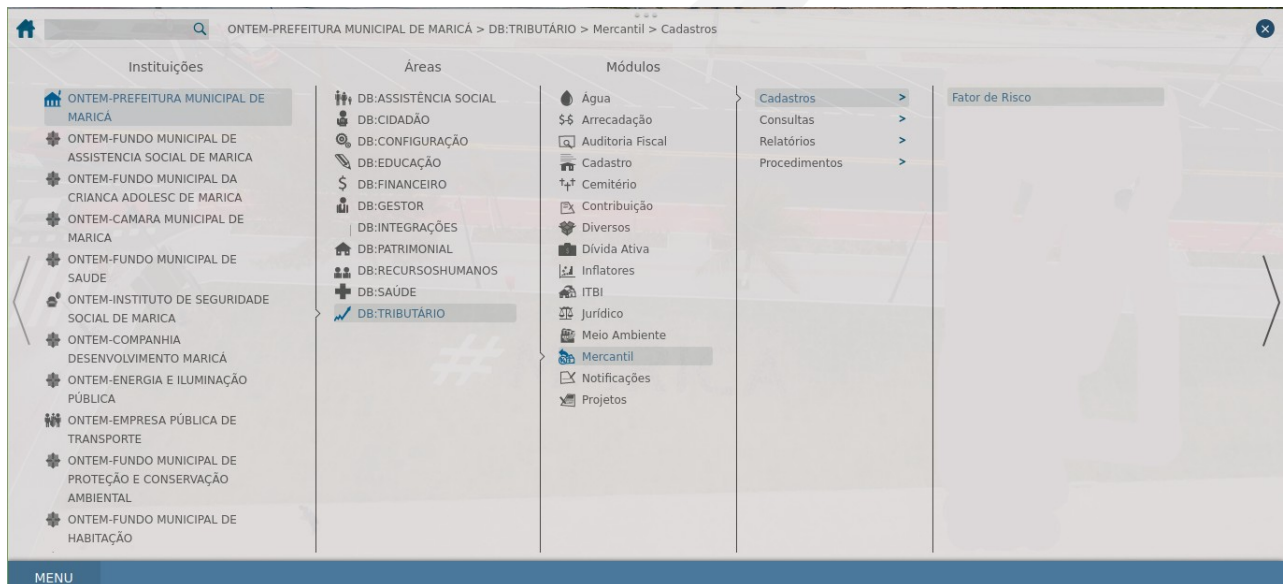 ONTEM-PREFEITURA MUNICIPAL DE MARICÁ > DB:TRIBUTÁRIO > Mercantil > Cadastros
Instituições
ONTEM-PREFEITURA MUNICIPAL DE
MARICÁ
ONTEM-FUNDO MUNICIPAL DE
ASSISTENCIA SOCIAL DE MARICA
ONTEM-FUNDO MUNICIPAL DA
CRIANCA ADOLESC DE MARICA
ONTEM-CAMARA MUNICIPAL DE
MARICA
ONTEM-FUNDO MUNICIPAL DE
SAUDE
ONTEM-INSTITUTO DE SEGURIDADE
SOCIAL DE MARICA
ONTEM-COMPANHIA
DESENVOLVIMENTO MARICÁ
ONTEM-ENERGIA E ILUMINAÇÃO
PÚBLICA
ONTEM-EMPRESA PÚBLICA DE
TRANSPORTE
ONTEM-FUNDO MUNICIPAL DE
PROTEÇÃO E CONSERVAÇÃO
AMBIENTAL
ONTEM-FUNDO MUNICIPAL DE
HABITAÇÃO
Áreas
DB:ASSISTÊNCIA SOCIAL
DB:CIDADÃO
DB:CONFIGURAÇÃO
DB:EDUCAÇÃO
DB:FINANCEIRO
DB:GESTOR
DB:INTEGRAÇÕES
DB:PATRIMONIAL
DB:RECURSOSHUMANOS
DB:SAÚDE
DB:TRIBUTÁRIO
Módulos
Água
Arrecadação
Auditoria Fiscal
Cadastro
Cemitério
Contribuição
Diversos
Dívida Ativa
Inflatores
ITBI
Jurídico
Meio Ambiente
Mercantil
Notificações
Projetos
Cadastros >
Consultas >
Relatórios >
Procedimentos >
Fator de Risco
MENU